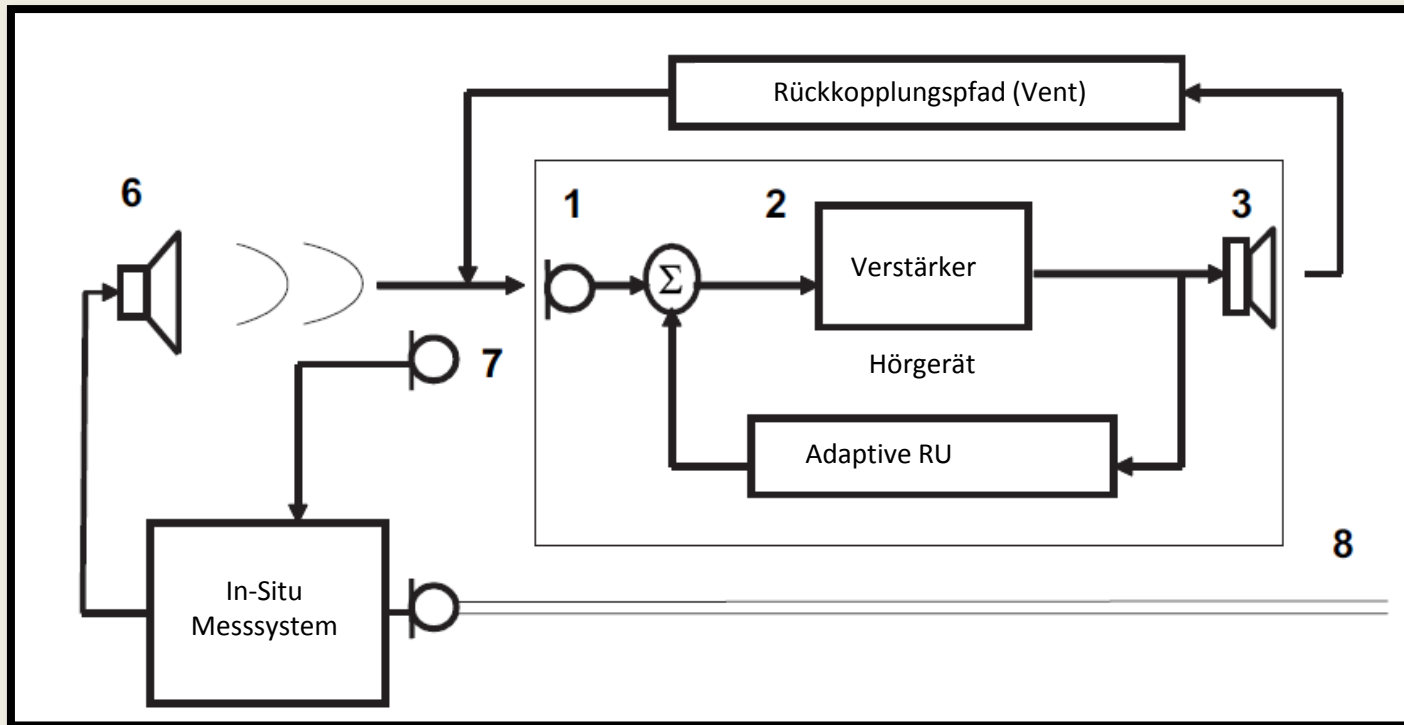 Rückkopplungspfad (Vent)
6
1
2
3
Σ
Verstärker
7
Hörgerät
Adaptive RU
8
In-Situ
Messsystem